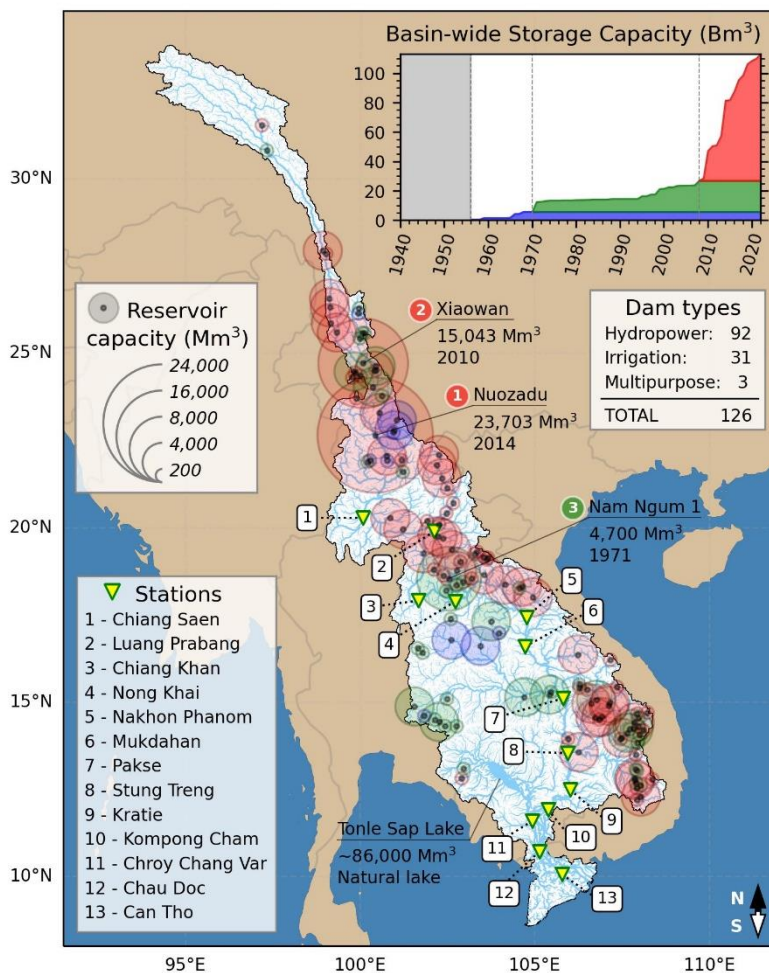 Basin-wide Storage Capacity (Bm³)
100
80
60
40
20
0
1940
1950
1960
1970
1980
1990
2000
2010
2020
30°N
25°N
20°N
15°N
10°N
Reservoir
capacity (Mm³)
24,000
16,000
8,000
4,000
200
2 Xiaowan
15,043 Mm³
2010
1 Nuozadu
23,703 Mm³
2014
Dam types
Hydropower: 92
Irrigation: 31
Multipurpose: 3
TOTAL 126
3 Nam Ngum 1
4,700 Mm³
1971
1
2
3
4
5
6
7
8
9
10
11
12
13
Stations
1 - Chiang Saen
2 - Luang Prabang
3 - Chiang Khan
4 - Nong Khai
5 - Nakhon Phanom
6 - Mukdahan
7 - Pakse
8 - Stung Treng
9 - Kratie
10 - Kompong Cham
11 - Chroy Chang Var
12 - Chau Doc
13 - Can Tho
Tonle Sap Lake
~86,000 Mm³
Natural lake
N
S
95°E
100°E
105°E
110°E